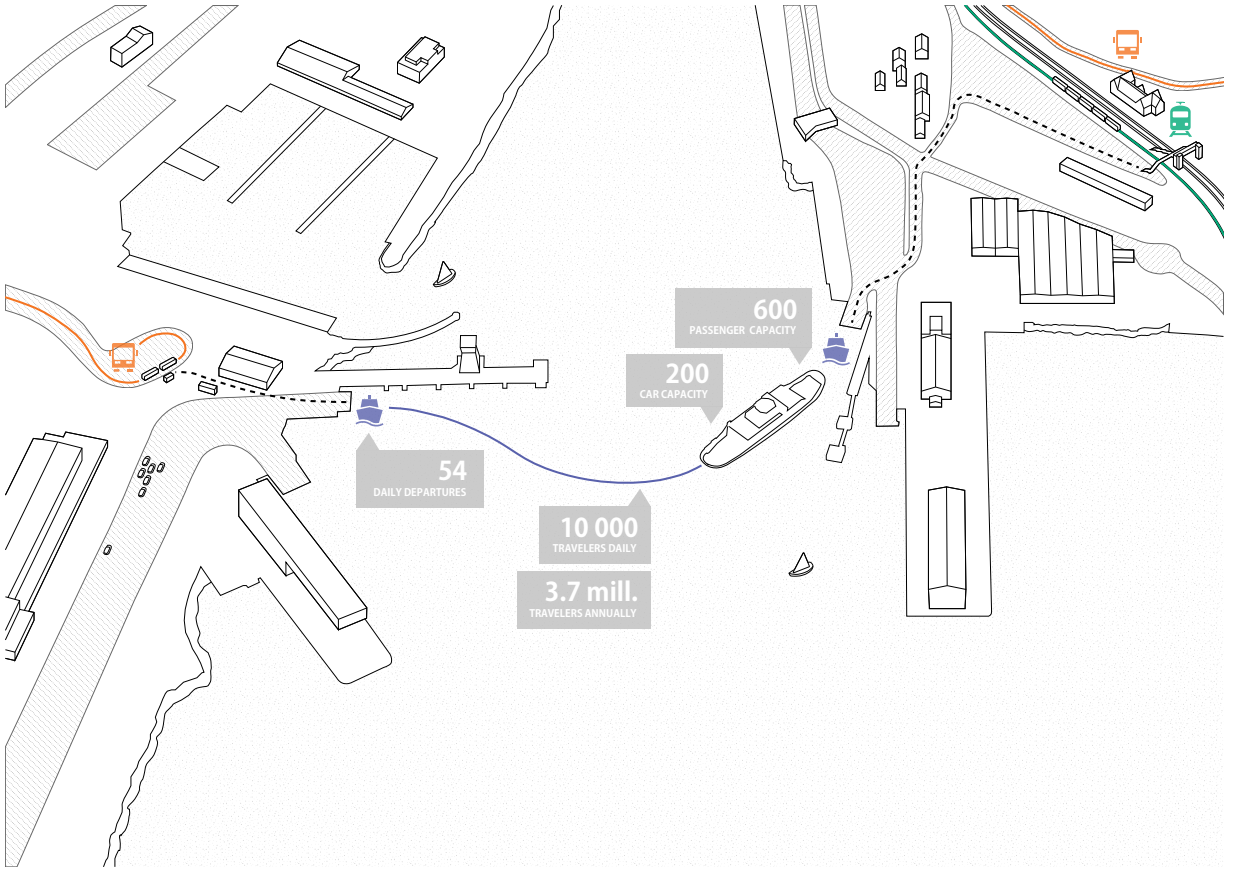 600
PASSENGER CAPACITY
200
CAR CAPACITY
54
DAILY DEPARTURES
10 000
TRAVELERS DAILY
3.7 mill.
TRAVELERS ANNUALLY